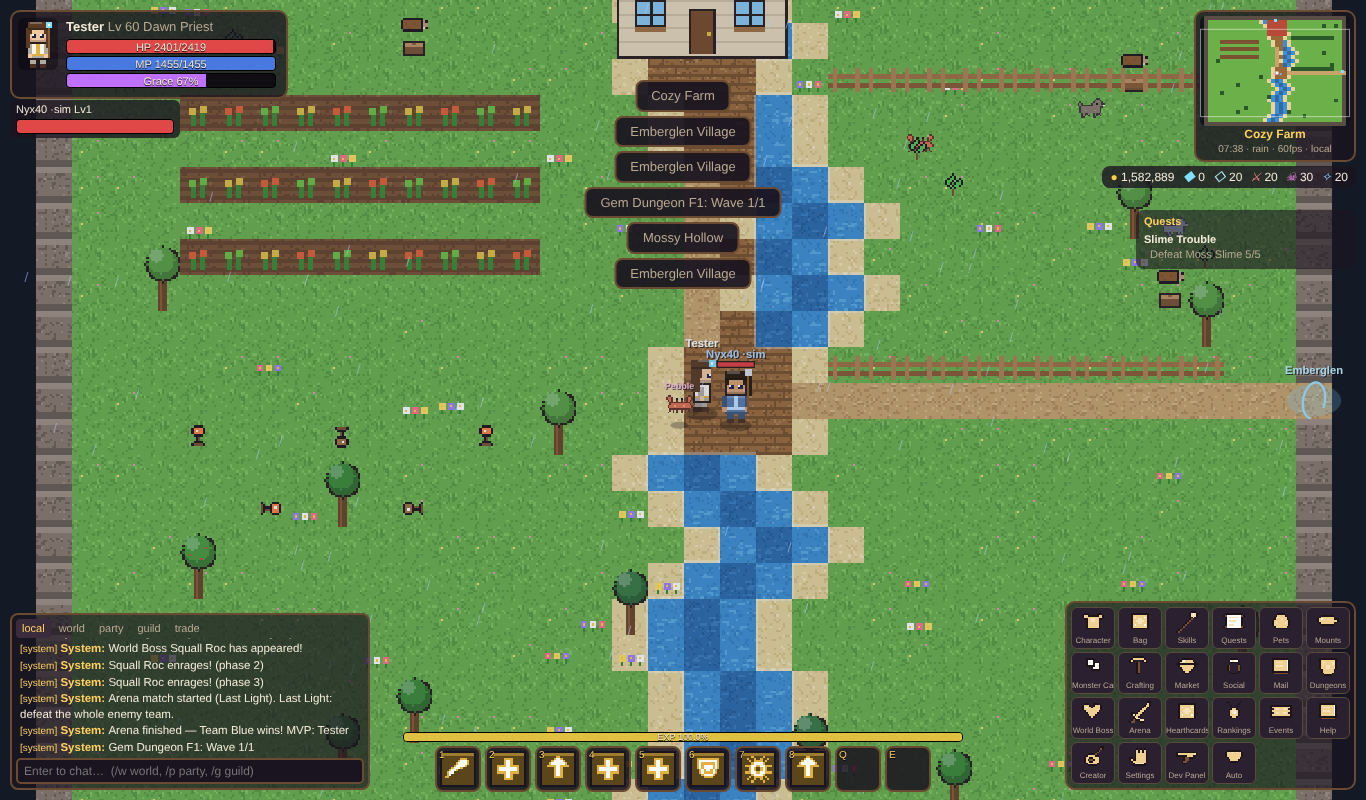 Tester Lv 60 Dawn Priest
HP 2401/2419
MP 1455/1455
Grace 67%
Nyx40 ·sim Lv1
Cozy Farm
Emberglen Village
Emberglen Village
Gem Dungeon F1: Wave 1/1
Mossy Hollow
Emberglen Village
Cozy Farm
07:38 · rain · 60fps · local
1,582,889 0 20 20 30 20
Quests
Slime Trouble
Defeat Moss Slime 5/5
Tester
Nyx40 ·sim
Pebble
Emberglen
local world party guild trade
[system] System: World Boss Squall Roc has appeared!
[system] System: Squall Roc enrages! (phase 2)
[system] System: Squall Roc enrages! (phase 3)
[system] System: Arena match started (Last Light). Last Light:
defeat the whole enemy team.
[system] System: Arena finished — Team Blue wins! MVP: Tester
[system] System: Gem Dungeon F1: Wave 1/1
Enter to chat… (/w world, /p party, /g guild)
EXP 100.0%
1 2 3 4 5 6 7 8 Q E
Character Bag Skills Quests Pets Mounts
Monster Ca Crafting Market Social Mail Dungeons
World Boss Arena Hearthcards Rankings Events Help
Creator Settings Dev Panel Auto